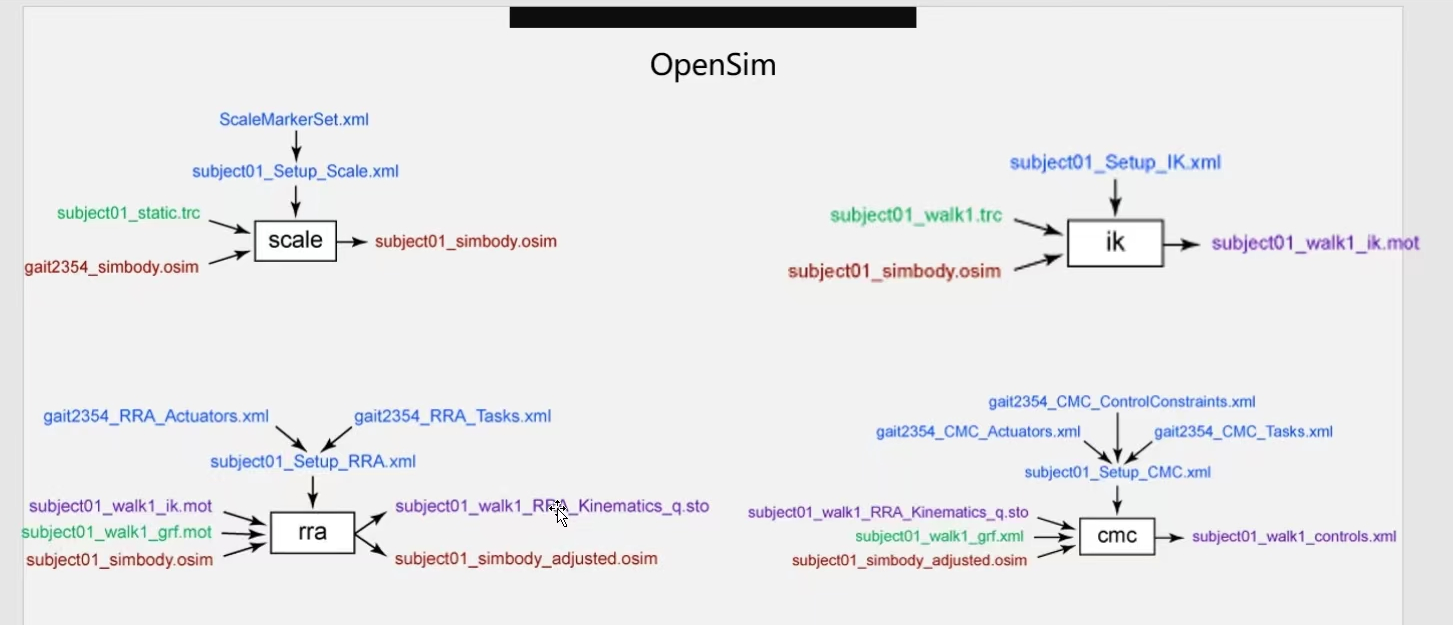 OpenSim
ScaleMarkerSet.xml
subject01_Setup_Scale.xml
subject01_static.trc
gait2354_simbody.osim
scale
subject01_simbody.osim
subject01_Setup_IK.xml
subject01_walk1.trc
subject01_simbody.osim
ik
subject01_walk1_ik.mot
gait2354_RRA_Actuators.xml
gait2354_RRA_Tasks.xml
subject01_Setup_RRA.xml
subject01_walk1_ik.mot
subject01_walk1_grf.mot
subject01_simbody.osim
rra
subject01_walk1_RRA_Kinematics_q.sto
subject01_simbody_adjusted.osim
gait2354_CMC_ControlConstraints.xml
gait2354_CMC_Actuators.xml
gait2354_CMC_Tasks.xml
subject01_Setup_CMC.xml
subject01_walk1_RRA_Kinematics_q.sto
subject01_walk1_grf.xml
subject01_simbody_adjusted.osim
cmc
subject01_walk1_controls.xml